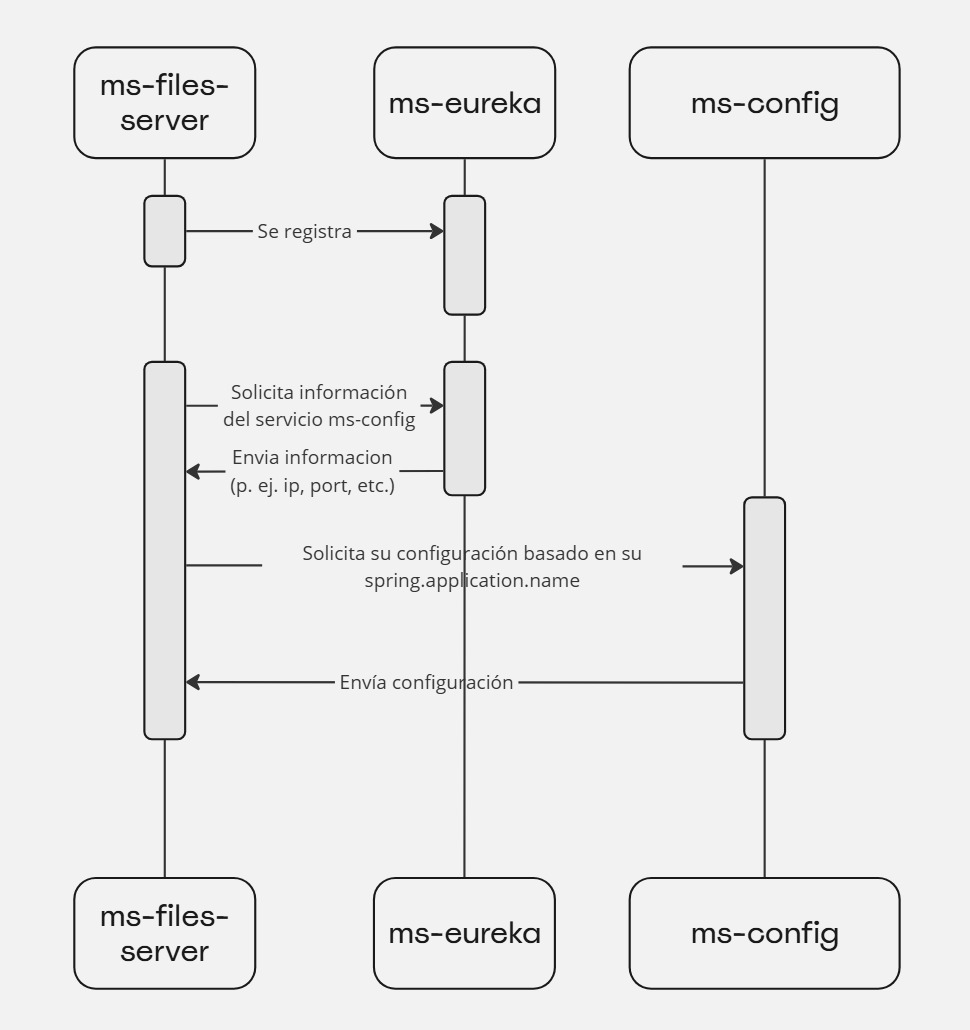 ms-files-
server
ms-eureka
ms-config
Se registra
Solicita información
del servicio ms-config
Envia informacion
(p. ej. ip, port, etc.)
Solicita su configuración basado en su
spring.application.name
Envía configuración
ms-files-
server
ms-eureka
ms-config